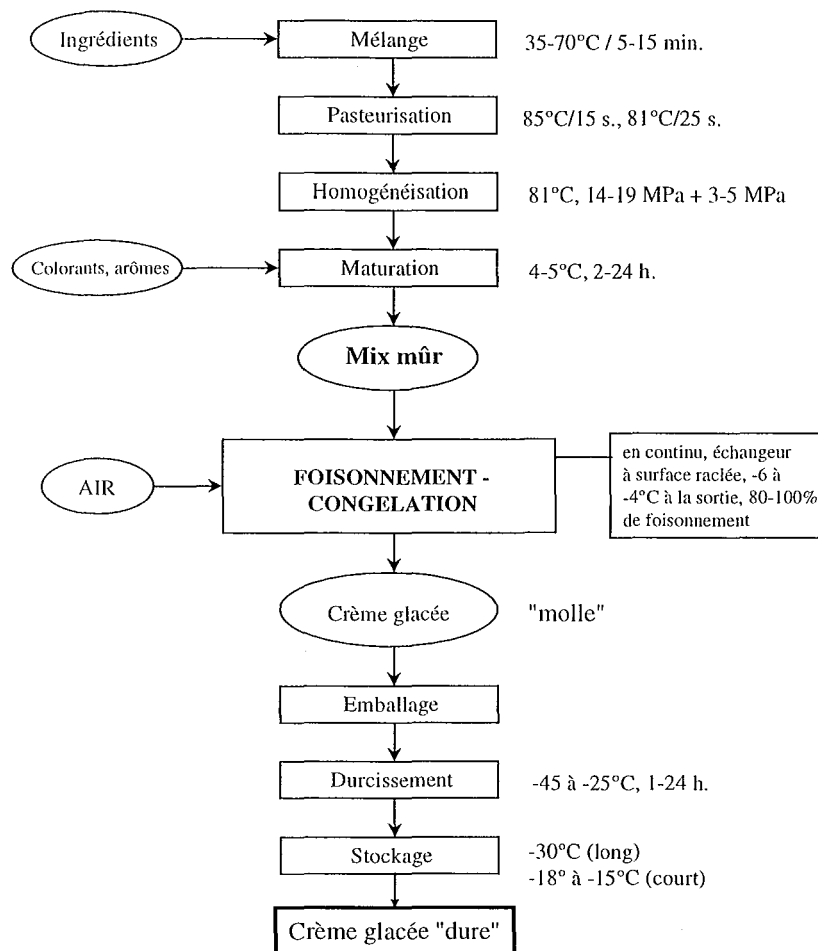 Ingrédients
Mélange
35-70°C / 5-15 min.
Pasteurisation
85°C/15 s., 81°C/25 s.
Homogénéisation
81°C, 14-19 MPa + 3-5 MPa
Colorants, arômes
Maturation
4-5°C, 2-24 h.
Mix mûr
AIR
FOISONNEMENT -
CONGELATION
en continu, échangeur
à surface raclée, -6 à
-4°C à la sortie, 80-100%
de foisonnement
Crème glacée
"molle"
Emballage
Durcissement
-45 à -25°C, 1-24 h.
Stockage
-30°C (long)
-18° à -15°C (court)
Crème glacée "dure"